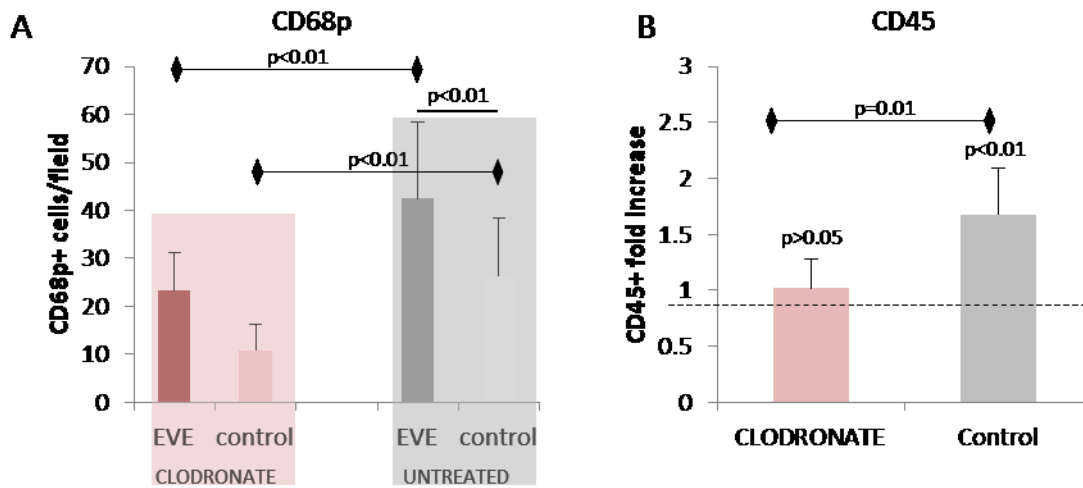 A
CD68p
CD68p+ cells/field
70
60
50
40
30
20
10
0
p<0.01
p<0.01
p<0.01
EVE control EVE control
CLODRONATE UNTREATED
B
CD45
CD45+ fold increase
3
2.5
2
1.5
1
0.5
0
p=0.01
p<0.01
p>0.05
CLODRONATE Control